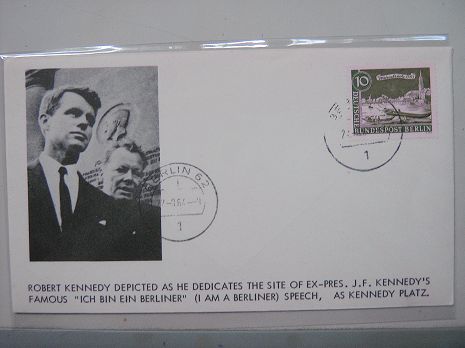 10
DEUTSCHE
BUNDESPOST BERLIN
1
BERLIN 62
1
ROBERT KENNEDY DEPICTED AS HE DEDICATES THE SITE OF EX-PRES. J.F. KENNEDY'S
FAMOUS "ICH BIN EIN BERLINER" (I AM A BERLINER) SPEECH, AS KENNEDY PLATZ.